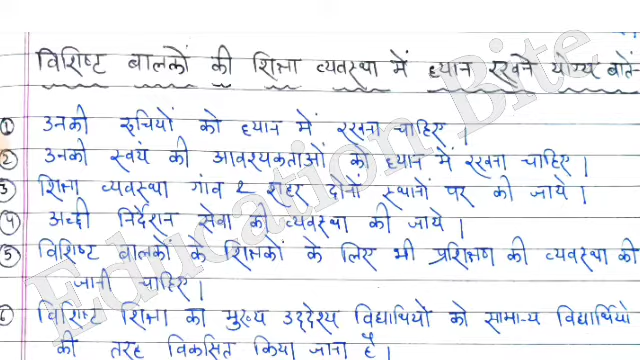 विशिष्ट बालकों की शिक्षा व्यवस्था में ध्यान रखने योग्य बातें-
① उनकी रूचियों को ध्यान में रखना चाहिए।
② उनको स्वयं की आवश्यकताओं को ध्यान में रखना चाहिए।
③ शिक्षा व्यवस्था गांव व शहर दोनों स्थानों पर की जाये।
④ अच्छी निर्देशन सेवा की व्यवस्था की जाये।
⑤ विशिष्ट बालकों के शिक्षकों के लिए भी प्रशिक्षण की व्यवस्था की
जानी चाहिए।
⑥ विशिष्ट शिक्षा का मुख्य उद्देश्य विद्यार्थियों को सामान्य विद्यार्थियों
की तरह विकसित किया जाना है।
Education Bite